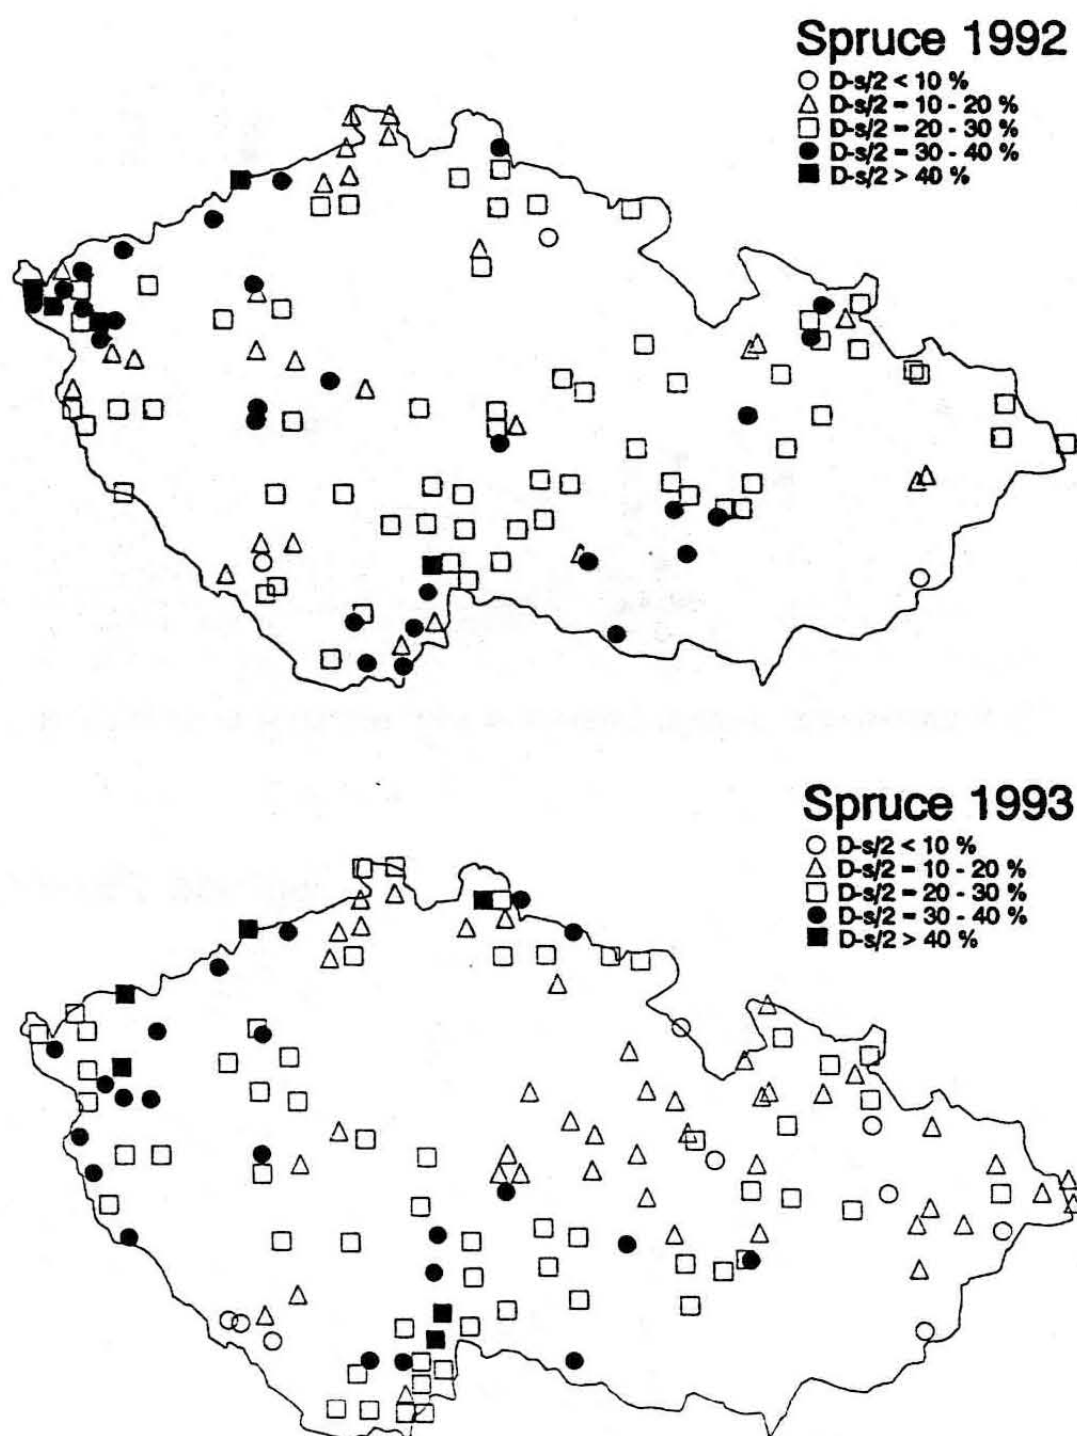 Spruce 1992
D-s/2 < 10 %
D-s/2 = 10 - 20 %
D-s/2 = 20 - 30 %
D-s/2 = 30 - 40 %
D-s/2 > 40 %
Spruce 1993
D-s/2 < 10 %
D-s/2 = 10 - 20 %
D-s/2 = 20 - 30 %
D-s/2 = 30 - 40 %
D-s/2 > 40 %